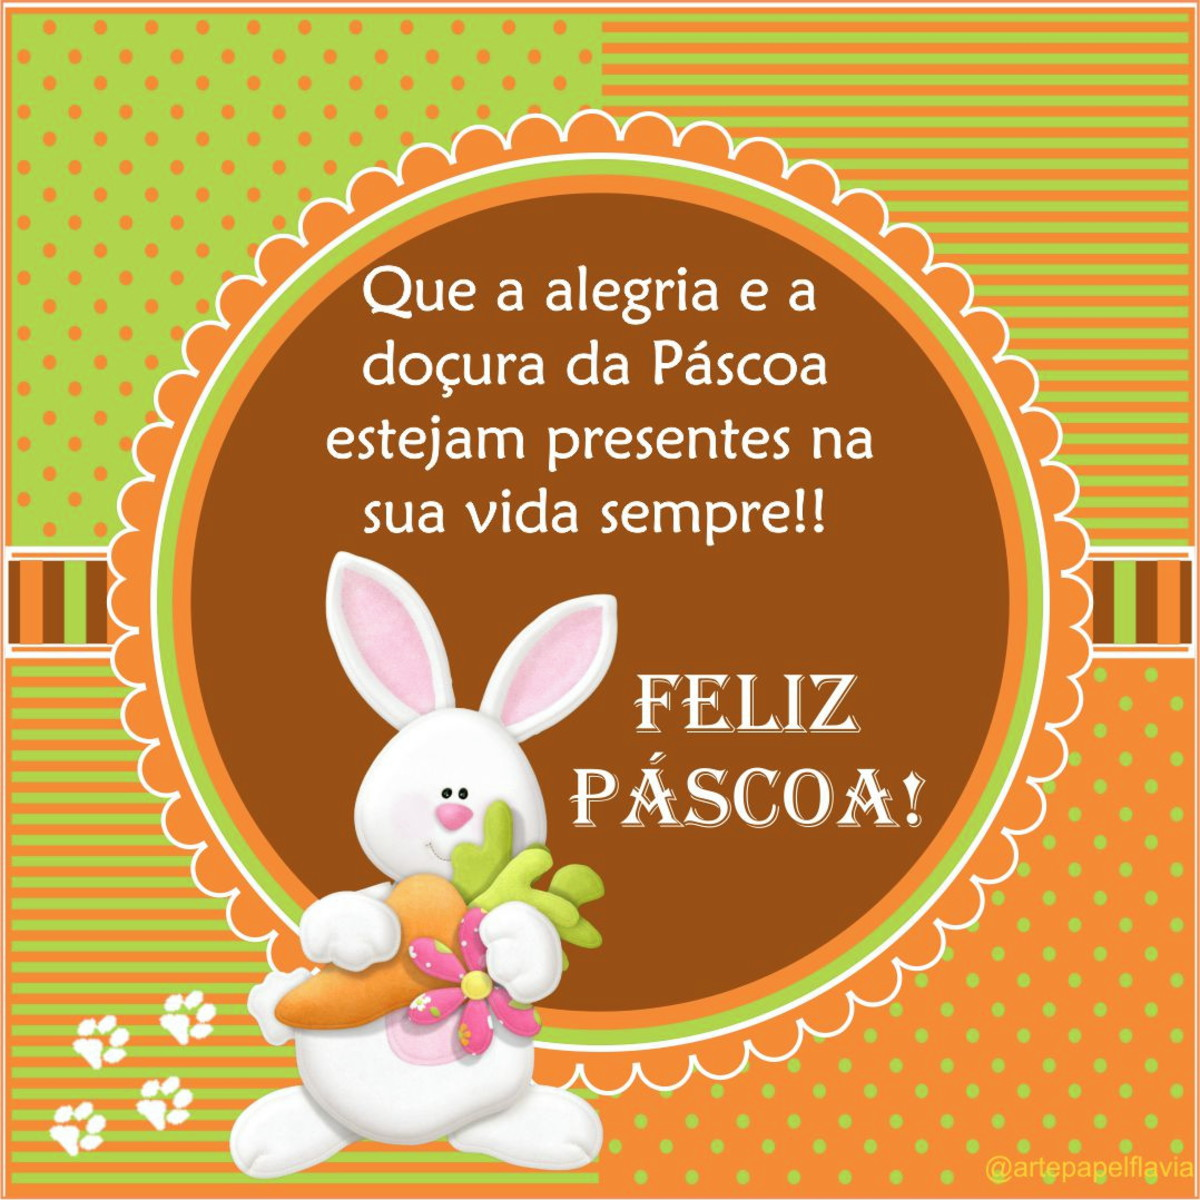 Que a alegria e a
doçura da Páscoa
estejam presentes na
sua vida sempre!!
FELIZ
PÁSCOA!
@artepapelflavia